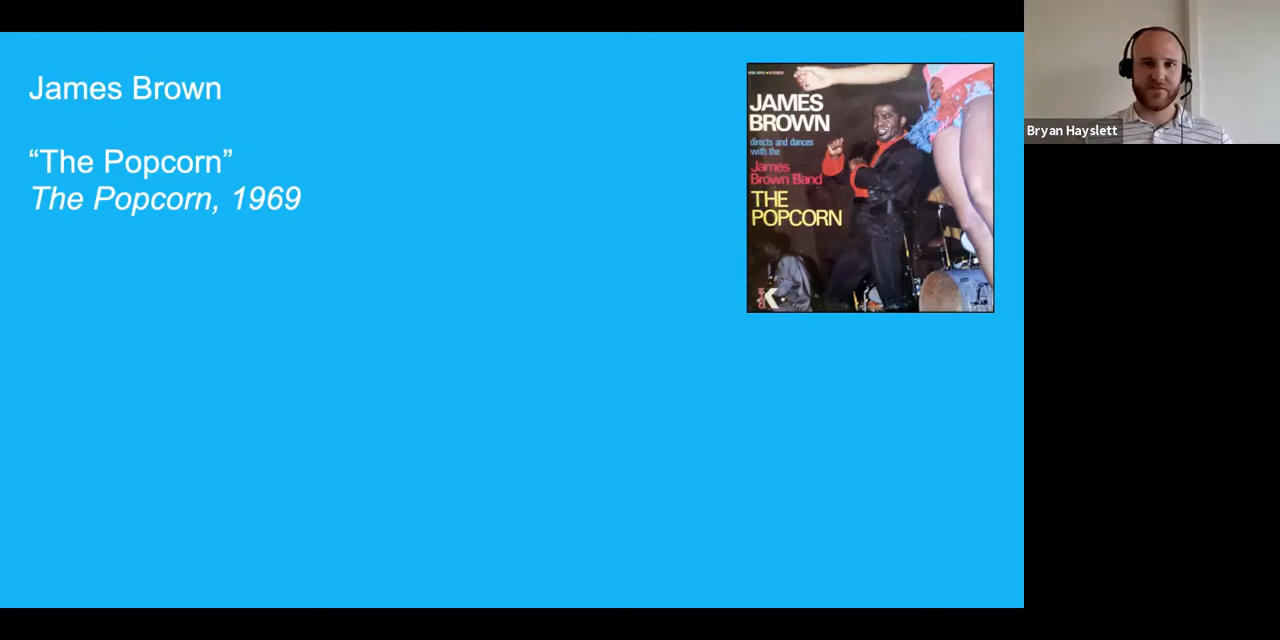 James Brown
“The Popcorn”
The Popcorn, 1969
JAMES
BROWN
directs and dances
with the
James
Brown Band
THE
POPCORN
Bryan Hayslett